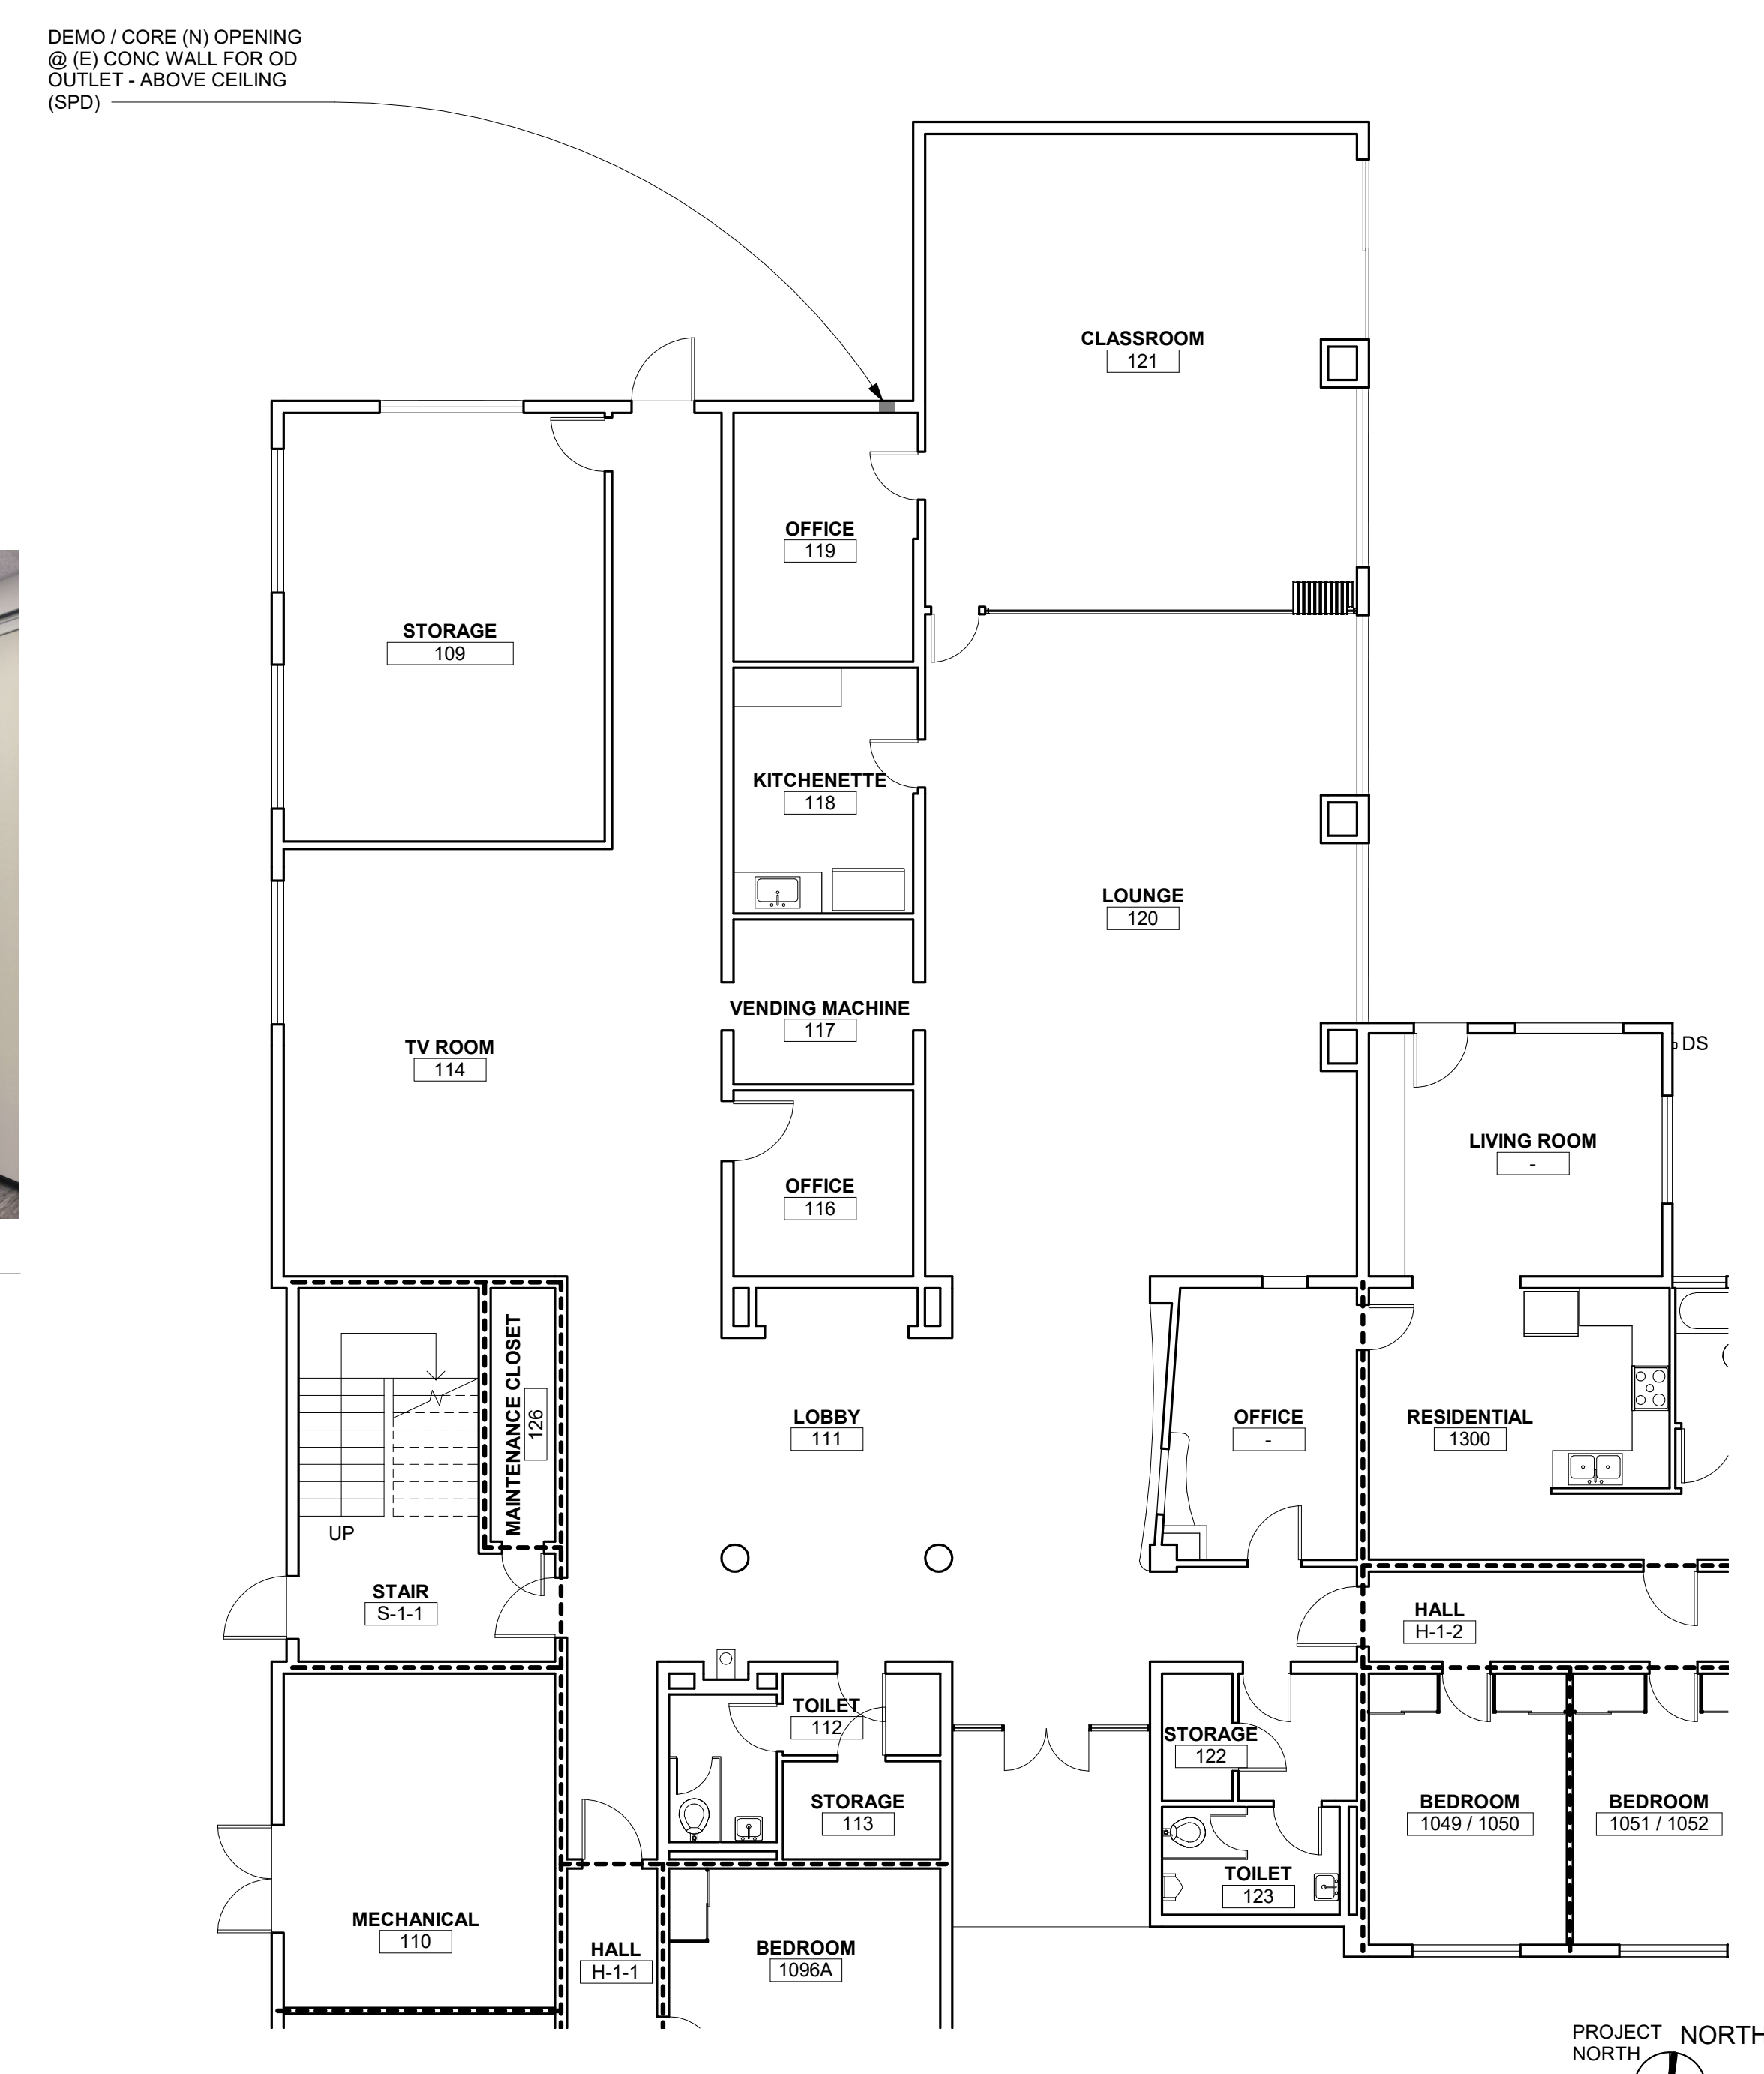 DEMO / CORE (N) OPENING
@ (E) CONC WALL FOR OD
OUTLET - ABOVE CEILING
(SPD)
CLASSROOM
121
OFFICE
119
STORAGE
109
KITCHENETTE
118
LOUNGE
120
VENDING MACHINE
117
TV ROOM
114
DS
LIVING ROOM
-
OFFICE
116
MAINTENANCE CLOSET
126
LOBBY
111
OFFICE
-
RESIDENTIAL
1300
UP
STAIR
S-1-1
HALL
H-1-2
TOILET
112
STORAGE
122
STORAGE
113
BEDROOM
1049 / 1050
BEDROOM
1051 / 1052
TOILET
123
MECHANICAL
110
HALL
H-1-1
BEDROOM
1096A
PROJECT
NORTH
NORTH